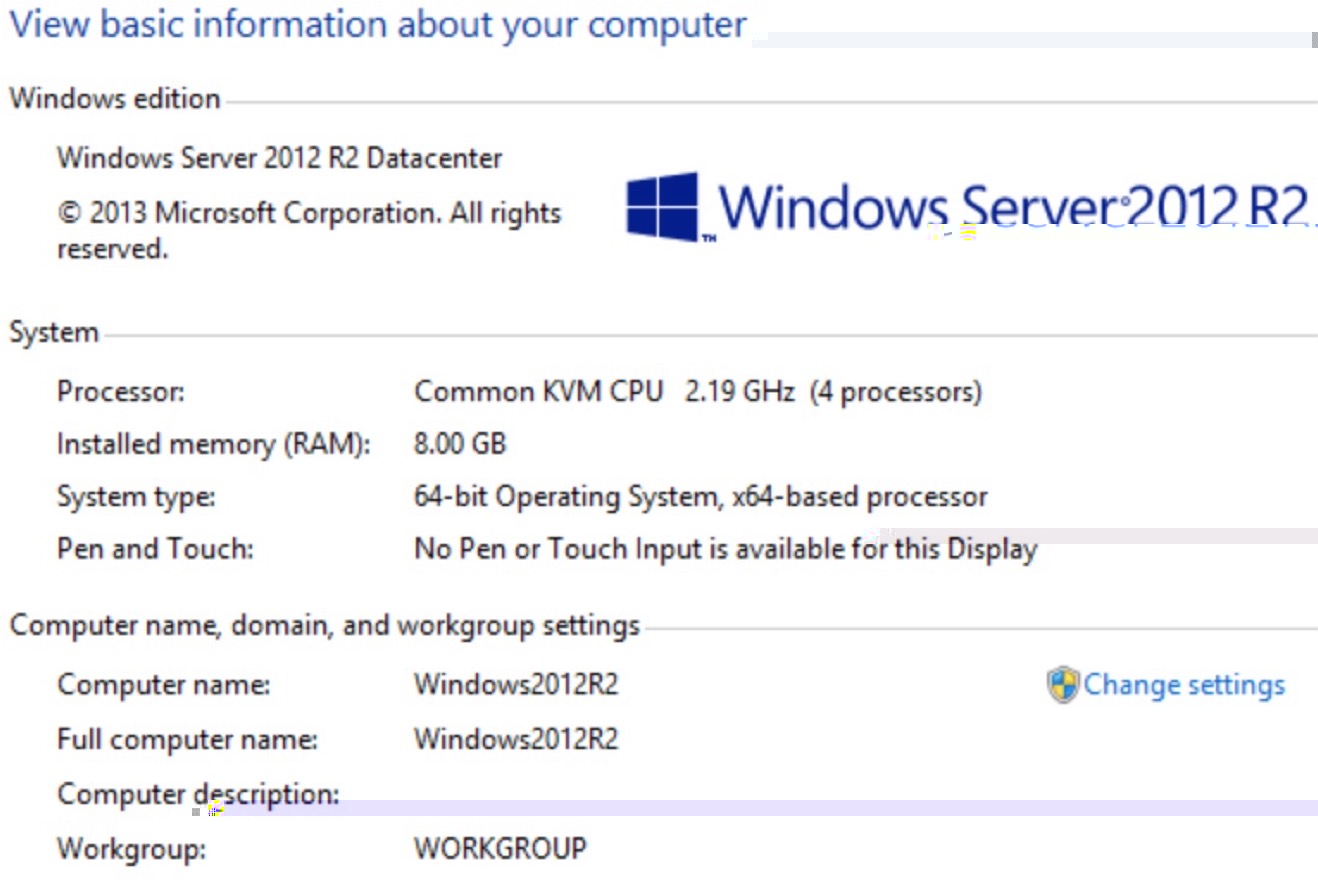 View basic information about your computer
Windows edition
Windows Server 2012 R2 Datacenter
© 2013 Microsoft Corporation. All rights
reserved.
™ Windows Server 2012 R2
System
Processor: Common KVM CPU 2.19 GHz (4 processors)
Installed memory (RAM): 8.00 GB
System type: 64-bit Operating System, x64-based processor
Pen and Touch: No Pen or Touch Input is available for this Display
Computer name, domain, and workgroup settings
Computer name: Windows2012R2 Change settings
Full computer name: Windows2012R2
Computer description:
Workgroup: WORKGROUP